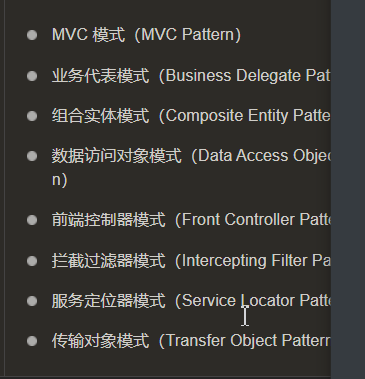 MVC 模式（MVC Pattern）
业务代表模式（Business Delegate Pat
组合实体模式（Composite Entity Patte
数据访问对象模式（Data Access Objec
n）
前端控制器模式（Front Controller Patte
拦截过滤器模式（Intercepting Filter Pa
服务定位器模式（Service Locator Patte
传输对象模式（Transfer Object Pattern